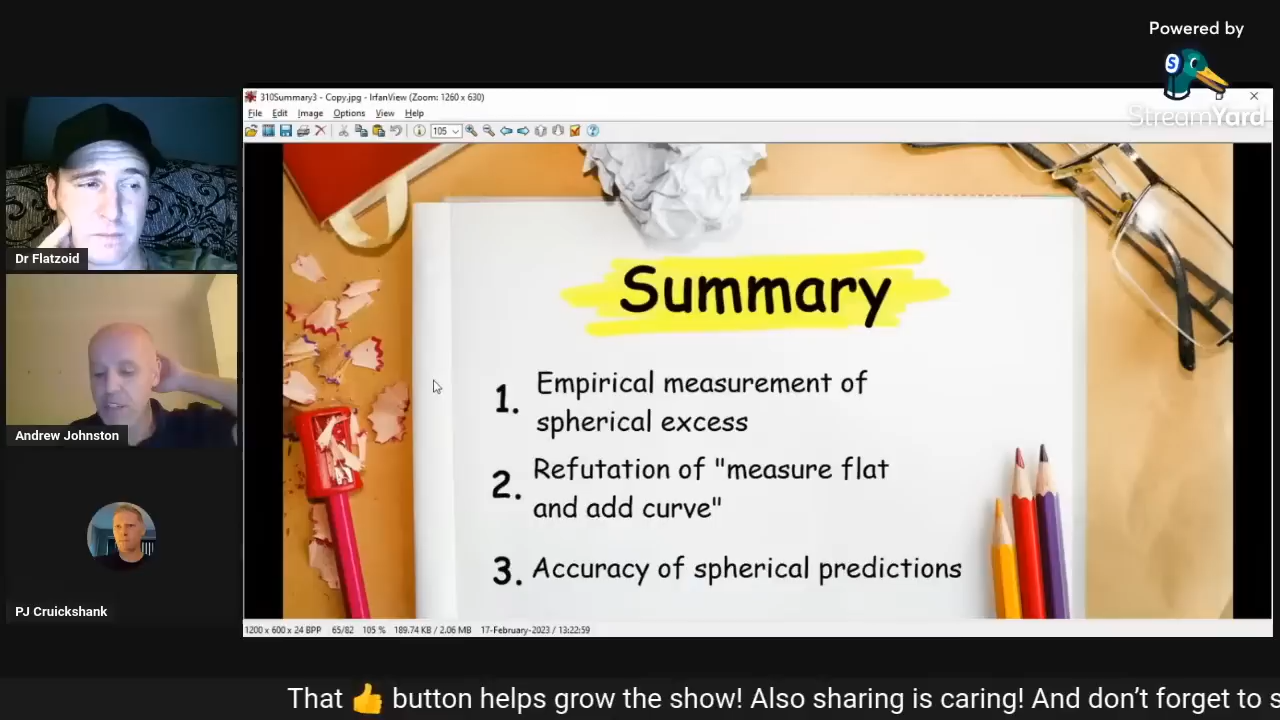 Powered by
StreamYard
310Summary3 - Copy.jpg - IrfanView (Zoom: 1260 x 630)
File Edit Image Options View Help
105
Dr Flatzoid
Andrew Johnston
PJ Cruickshank
Summary
1. Empirical measurement of
spherical excess
2. Refutation of "measure flat
and add curve"
3. Accuracy of spherical predictions
1200 x 600 x 24 BPP 65/82 105 % 189.74 KB / 2.06 MB 17-February-2023 / 13:22:59
That 👍 button helps grow the show! Also sharing is caring! And don’t forget to s